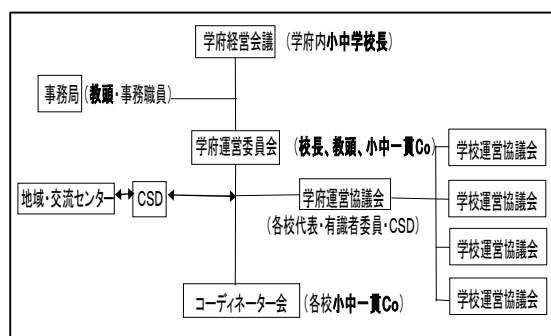 学府経営会議 (学府内小中学校長)
事務局 (教頭・事務職員)
学府運営委員会 (校長、教頭、小中一貫Co)
学校運営協議会
地域・交流センター CSD 学府運営協議会 学校運営協議会
(各校代表・有識者委員・CSD)
学校運営協議会
コーディネーター会 (各校小中一貫Co) 学校運営協議会